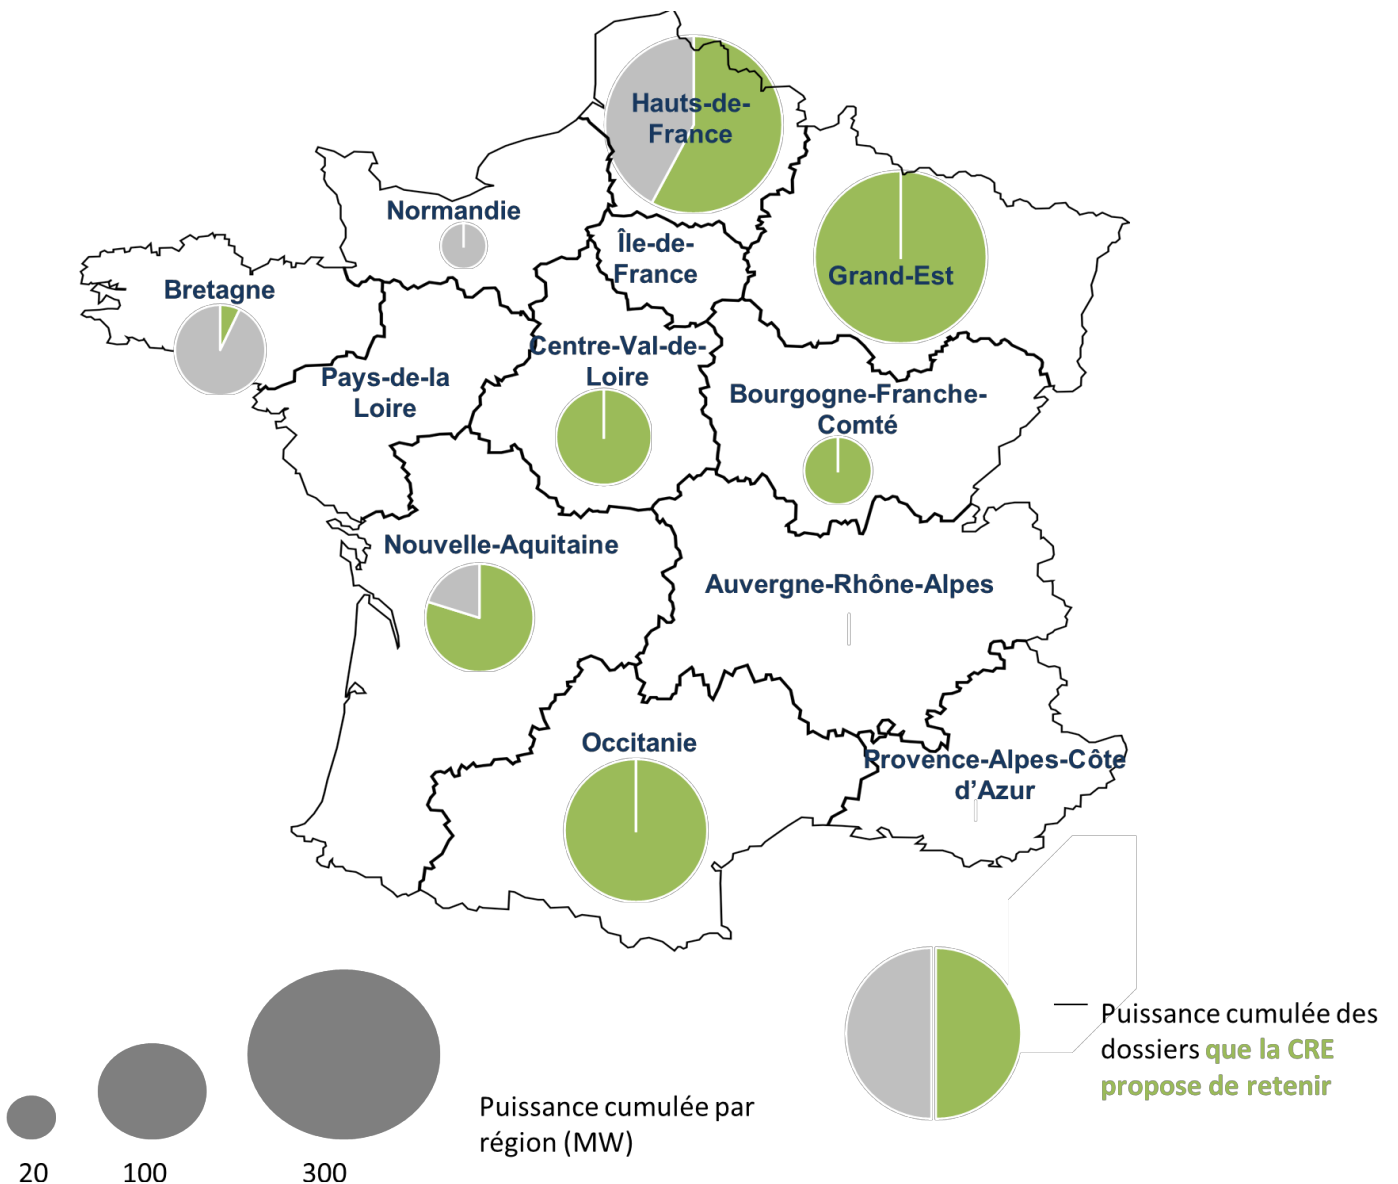 Hauts-de-
France
Normandie
Île-de-
France
Grand-Est
Bretagne
Centre-Val-de-
Loire
Pays-de-la
Loire
Bourgogne-Franche-
Comté
Nouvelle-Aquitaine
Auvergne-Rhône-Alpes
Occitanie
Provence-Alpes-Côte
d’Azur
Puissance cumulée des
dossiers que la CRE
propose de retenir
Puissance cumulée par
région (MW)
20
100
300